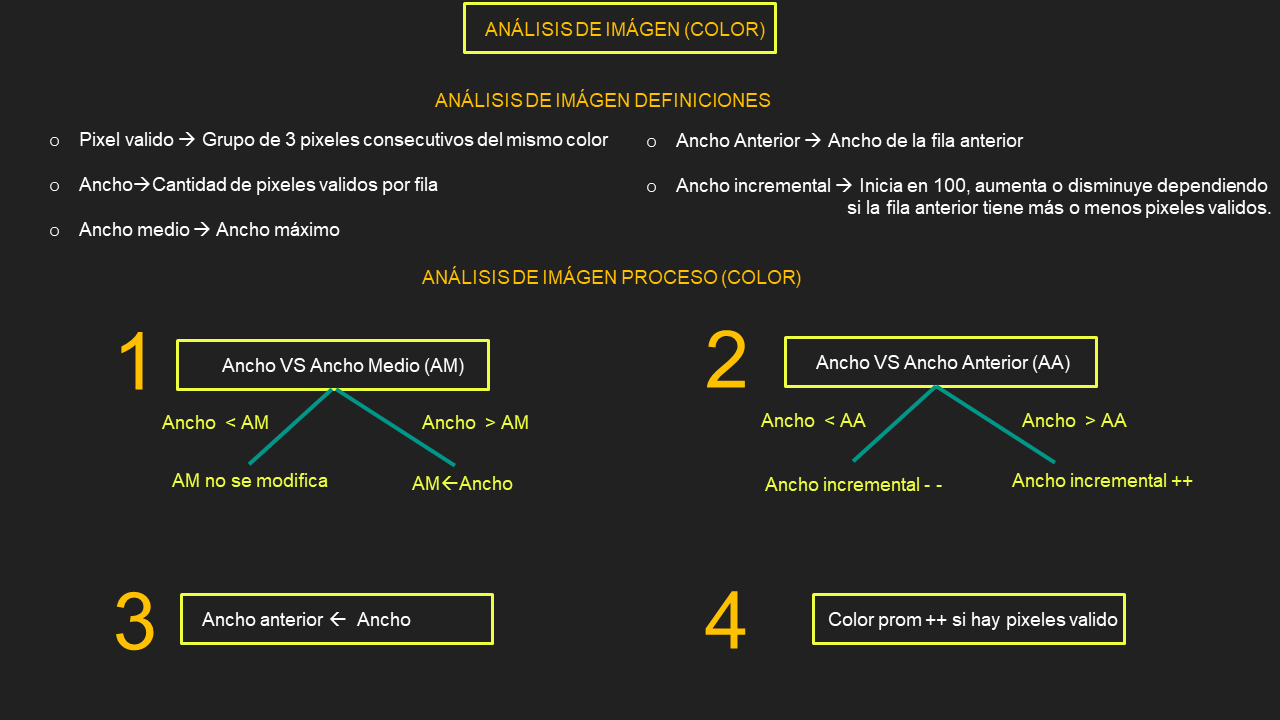 ANÁLISIS DE IMÁGEN (COLOR)
ANÁLISIS DE IMÁGEN DEFINICIONES
o Pixel valido → Grupo de 3 pixeles consecutivos del mismo color
o Ancho→Cantidad de pixeles validos por fila
o Ancho medio → Ancho máximo
o Ancho Anterior → Ancho de la fila anterior
o Ancho incremental → Inicia en 100, aumenta o disminuye dependiendo
si la fila anterior tiene más o menos pixeles validos.
ANÁLISIS DE IMÁGEN PROCESO (COLOR)
1
Ancho VS Ancho Medio (AM)
Ancho < AM
Ancho > AM
AM no se modifica
AM←Ancho
2
Ancho VS Ancho Anterior (AA)
Ancho < AA
Ancho > AA
Ancho incremental - -
Ancho incremental ++
3
Ancho anterior ← Ancho
4
Color prom ++ si hay pixeles valido